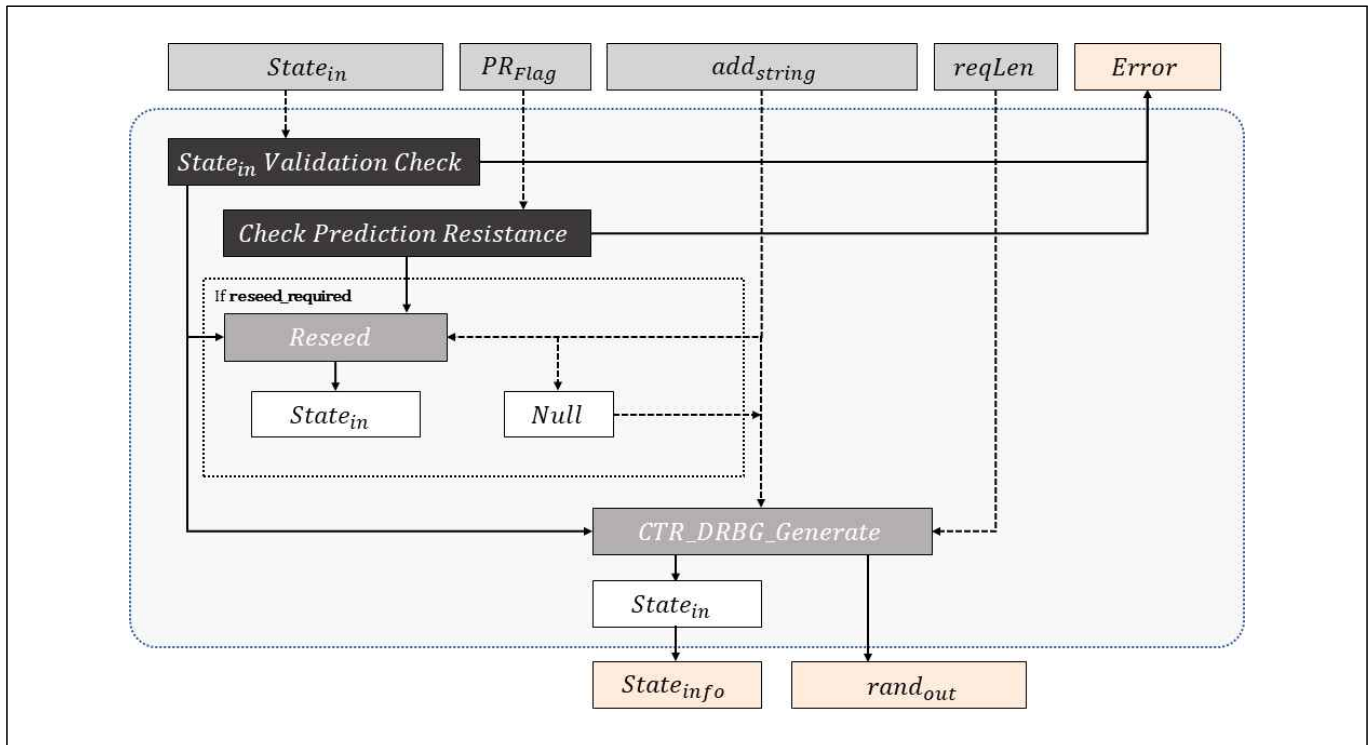 State_in
PR_Flag
add_string
reqLen
Error
State_in Validation Check
Check Prediction Resistance
If reseed_required
Reseed
State_in
Null
CTR_DRBG_Generate
State_in
State_info
rand_out